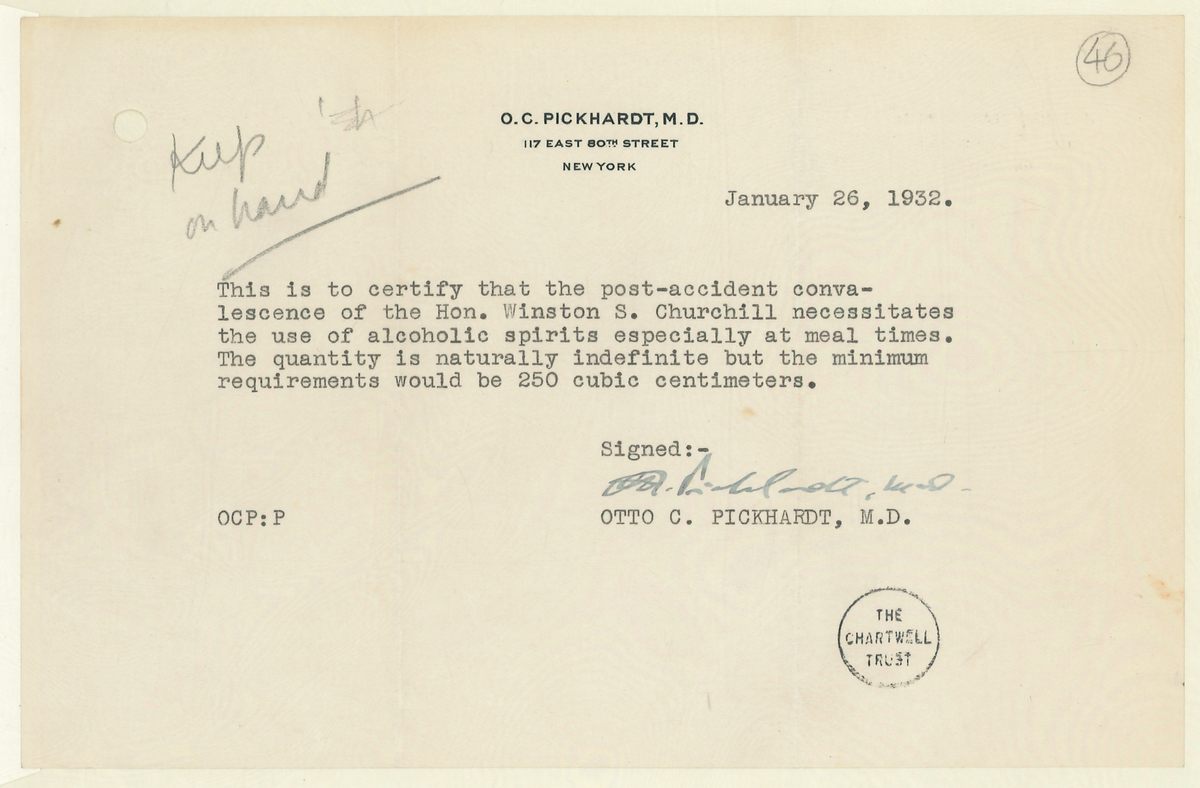 46
O. C. PICKHARDT, M. D.
117 EAST 80TH STREET
NEW YORK
Keep
on hand
January 26, 1932.
This is to certify that the post-accident conva-
lescence of the Hon. Winston S. Churchill necessitates
the use of alcoholic spirits especially at meal times.
The quantity is naturally indefinite but the minimum
requirements would be 250 cubic centimeters.
Signed:-
Pickhardt, M.D.
OCP:P
OTTO C. PICKHARDT, M.D.
THE
CHARTWELL
TRUST